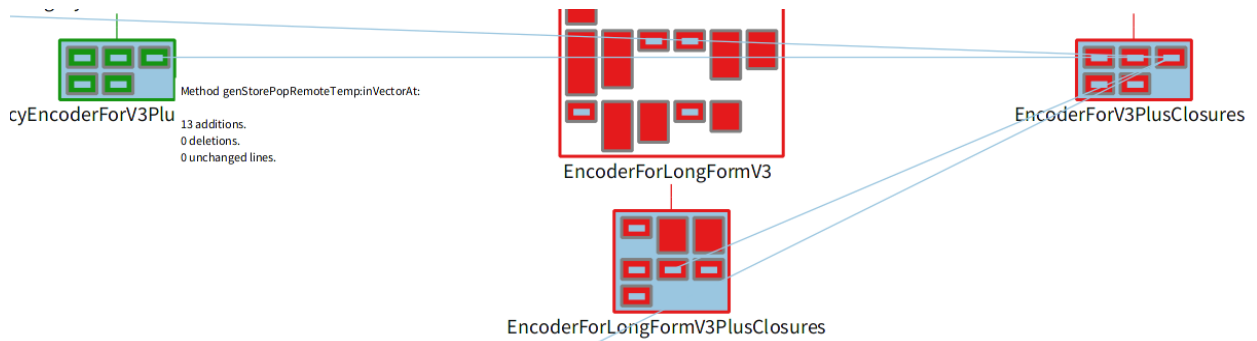 cyEncoderForV3Plu
Method genStorePopRemoteTemp:inVectorAt:
13 additions.
0 deletions.
0 unchanged lines.
EncoderForLongFormV3
EncoderForV3PlusClosures
EncoderForLongFormV3PlusClosures